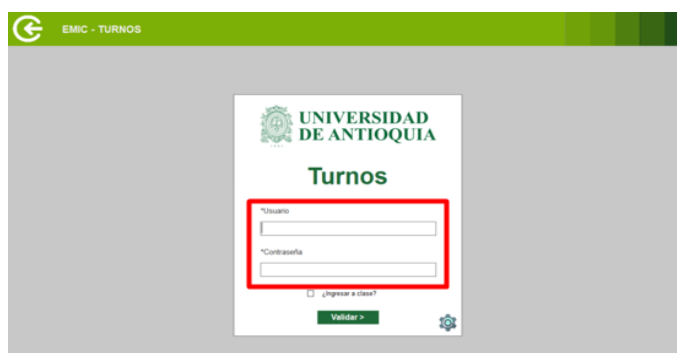 EMIC - TURNOS
UNIVERSIDAD
DE ANTIOQUIA
Turnos
*Usuario
*Contraseña
¿Ingresar a clase?
Validar >